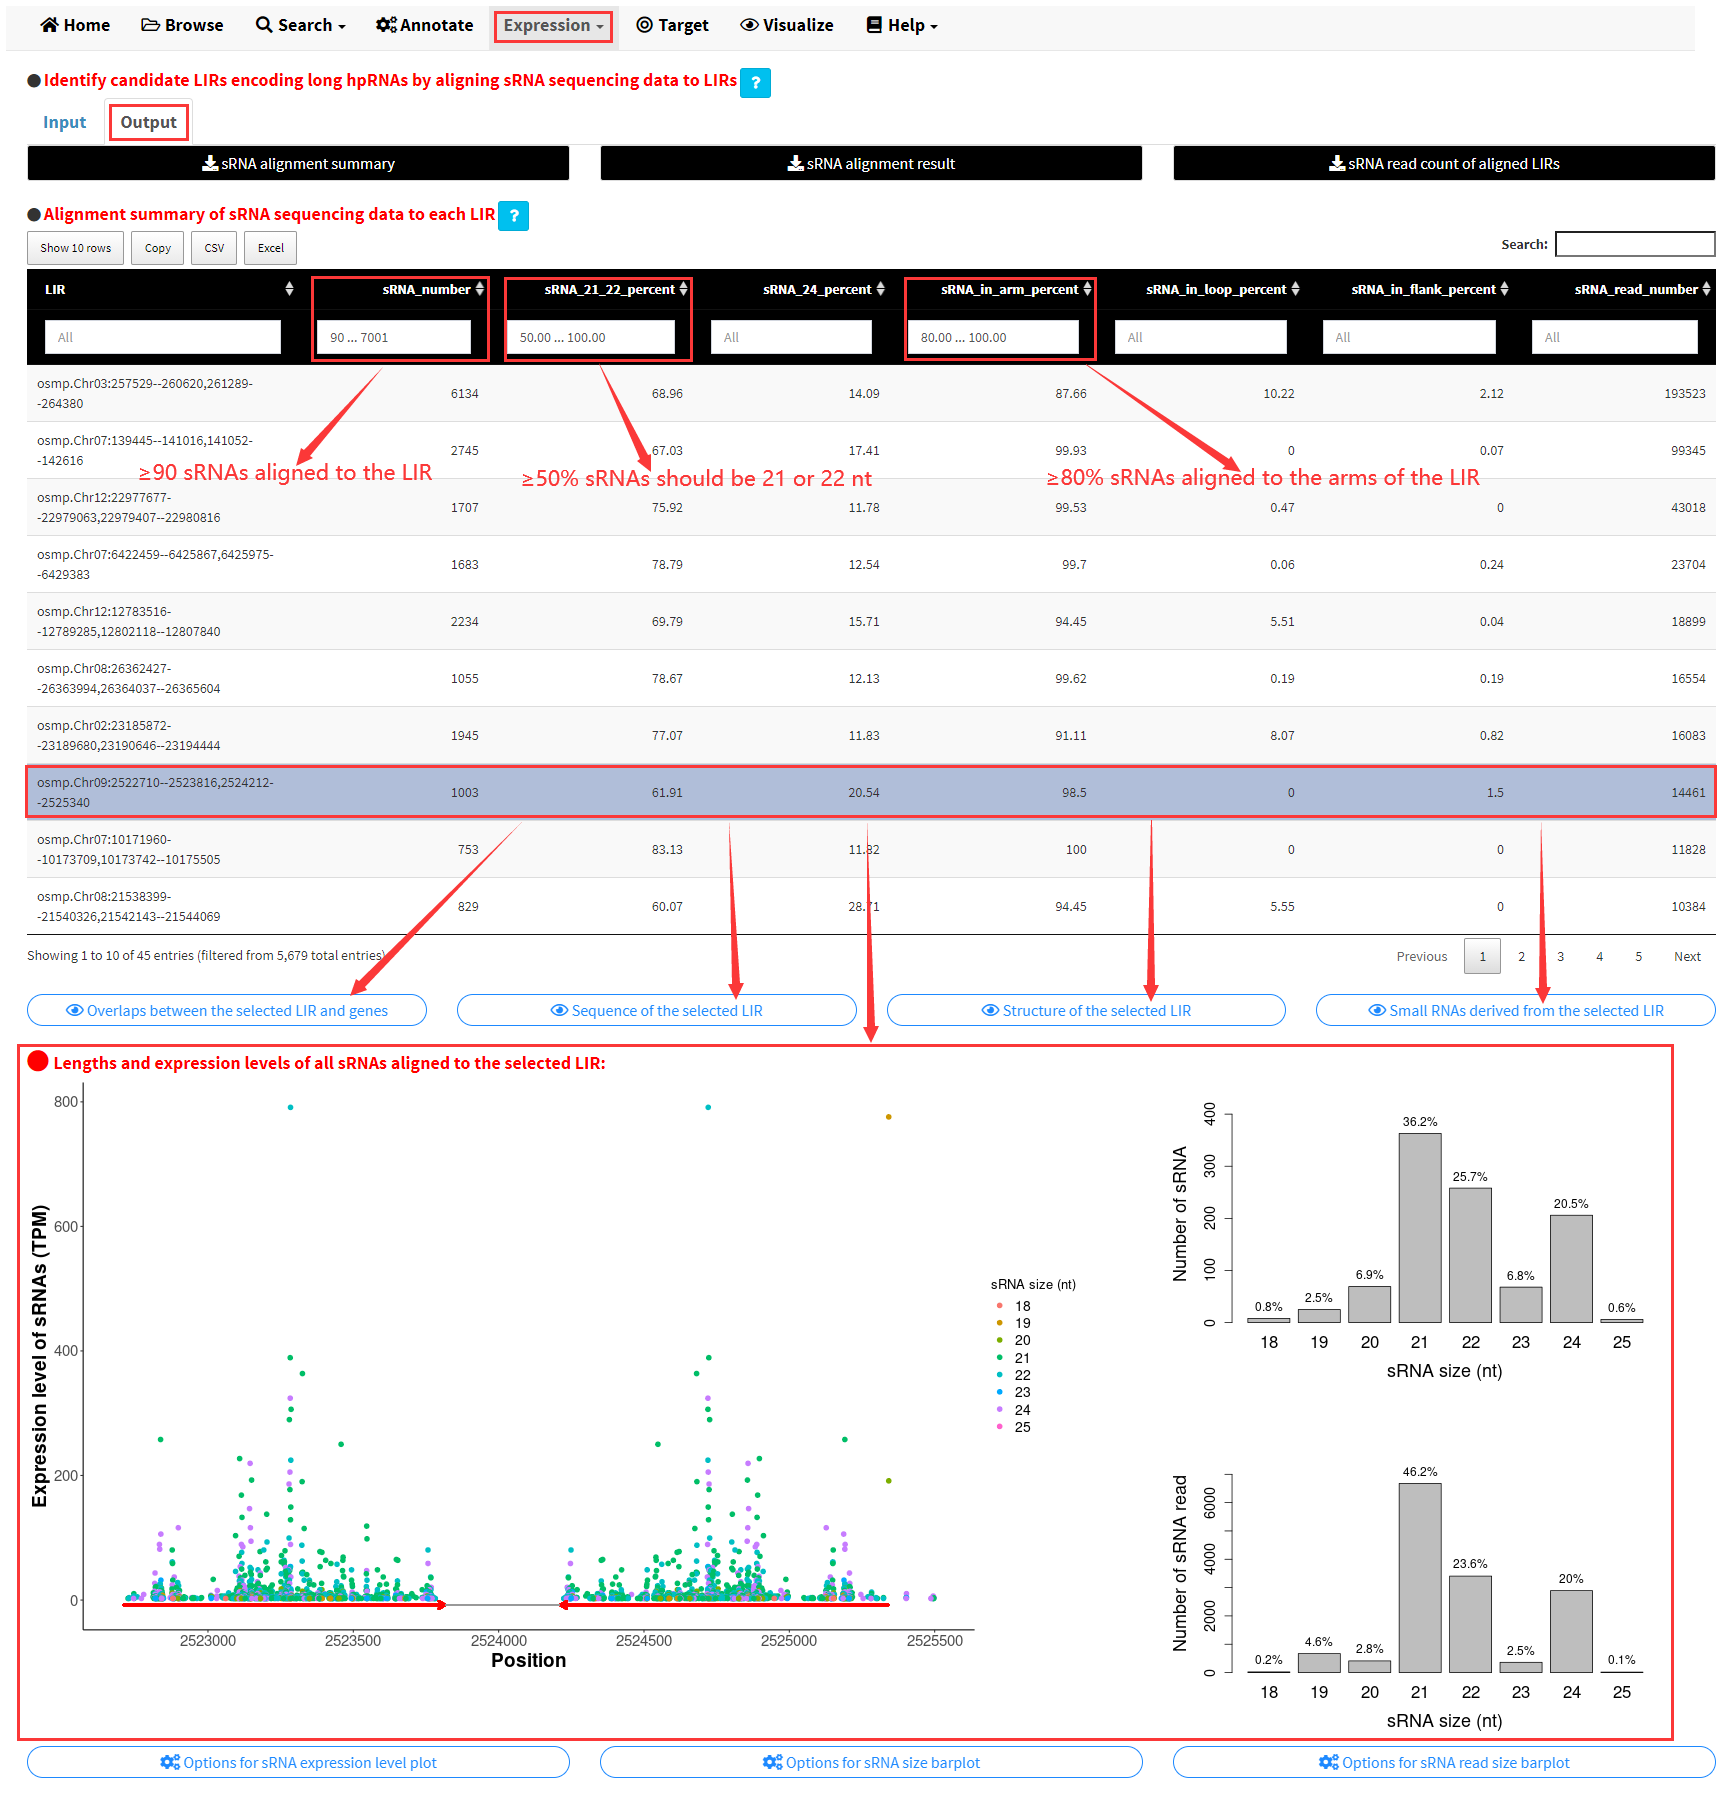 Home Browse Search Annotate Expression Target Visualize Help
Identify candidate LIRs encoding long hpRNAs by aligning sRNA sequencing data to LIRs ?
Input Output
sRNA alignment summary sRNA alignment result sRNA read count of aligned LIRs
Alignment summary of sRNA sequencing data to each LIR ?
Show 10 rows Copy CSV Excel Search:
LIR sRNA_number sRNA_21_22_percent sRNA_24_percent sRNA_in_arm_percent sRNA_in_loop_percent sRNA_in_flank_percent sRNA_read_number
All 90 ... 7001 50.00 ... 100.00 All 80.00 ... 100.00 All All All
osmp.Chr03:257529--260620,261289-
-264380
6134 68.96 14.09 87.66 10.22 2.12 193523
osmp.Chr07:139445--141016,141052-
-142616
2745 67.03 17.41 99.93 0 0.07 99345
≥90 sRNAs aligned to the LIR ≥50% sRNAs should be 21 or 22 nt ≥80% sRNAs aligned to the arms of the LIR
osmp.Chr12:22977677-
-22979063,22979407--22980816
1707 75.92 11.78 99.53 0.47 0 43018
osmp.Chr07:6422459--6425867,6425975-
-6429383
1683 78.79 12.54 99.7 0.06 0.24 23704
osmp.Chr12:12783516-
-12789285,12802118--12807840
2234 69.79 15.71 94.45 5.51 0.04 18899
osmp.Chr08:26362427-
-26363994,26364037--26365604
1055 78.67 12.13 99.62 0.19 0.19 16554
osmp.Chr02:23185872-
-23189680,23190646--23194444
1945 77.07 11.83 91.11 8.07 0.82 16083
osmp.Chr09:2522710--2523816,2524212-
-2525340
1003 61.91 20.54 98.5 0 1.5 14461
osmp.Chr07:10171960-
-10173709,10173742--10175505
753 83.13 11.82 100 0 0 11828
osmp.Chr08:21538399-
-21540326,21542143--21544069
829 60.07 28.71 94.45 5.55 0 10384
Showing 1 to 10 of 45 entries (filtered from 5,679 total entries) Previous 1 2 3 4 5 Next
Overlaps between the selected LIR and genes Sequence of the selected LIR Structure of the selected LIR Small RNAs derived from the selected LIR
Lengths and expression levels of all sRNAs aligned to the selected LIR:
Expression level of sRNAs (TPM)
800
600
400
200
0
2523000 2523500 2524000 2524500 2525000 2525500
Position
sRNA size (nt)
18
19
20
21
22
23
24
25
Number of sRNA
400
300
200
100
0
0.8% 2.5% 6.9% 36.2% 25.7% 6.8% 20.5% 0.6%
18 19 20 21 22 23 24 25
sRNA size (nt)
Number of sRNA read
6000
4000
2000
0
0.2% 4.6% 2.8% 46.2% 23.6% 2.5% 20% 0.1%
18 19 20 21 22 23 24 25
sRNA size (nt)
Options for sRNA expression level plot Options for sRNA size barplot Options for sRNA read size barplot